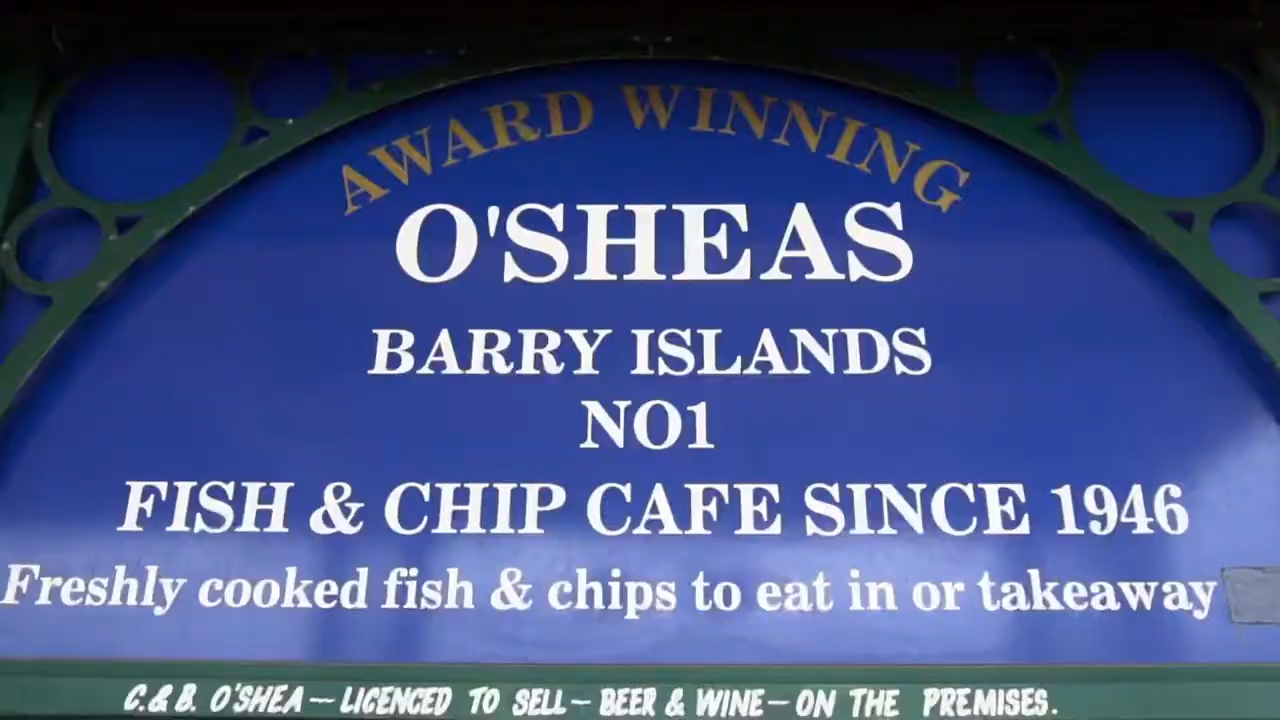 AWARD WINNING
O'SHEAS
BARRY ISLANDS
NO1
FISH & CHIP CAFE SINCE 1946
Freshly cooked fish & chips to eat in or takeaway
C.& B. O'SHEA – LICENCED TO SELL – BEER & WINE – ON THE PREMISES.